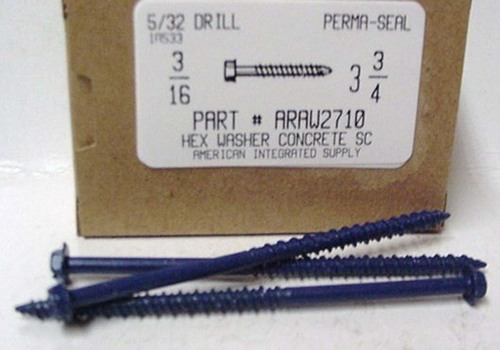 5/32 DRILL PERMA-SEAL
1AS33
3/16 3 3/4
PART # ARAW2710
HEX WASHER CONCRETE SC
AMERICAN INTEGRATED SUPPLY